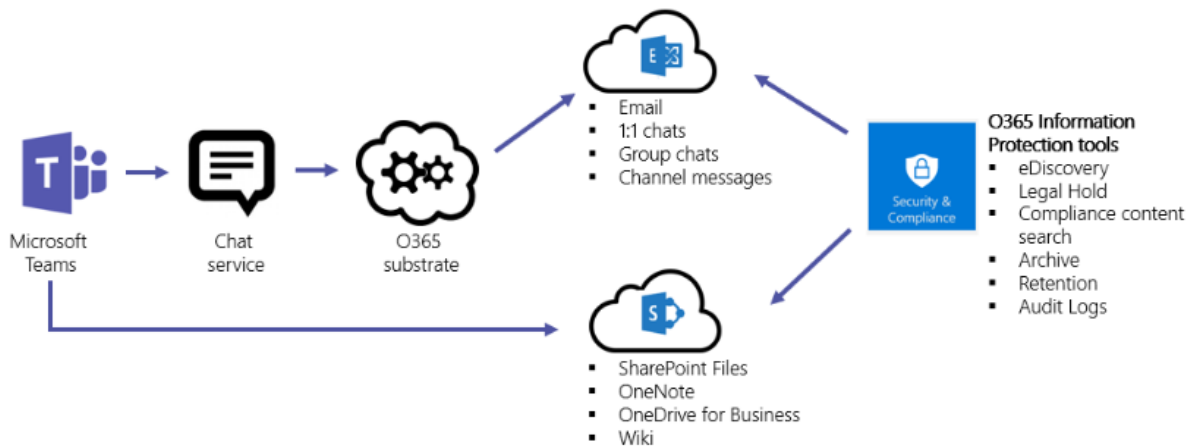 T
Microsoft
Teams
Chat
service
O365
substrate
E
Email
1:1 chats
Group chats
Channel messages
S
SharePoint Files
OneNote
OneDrive for Business
Wiki
Security &
Compliance
O365 Information
Protection tools
eDiscovery
Legal Hold
Compliance content
search
Archive
Retention
Audit Logs